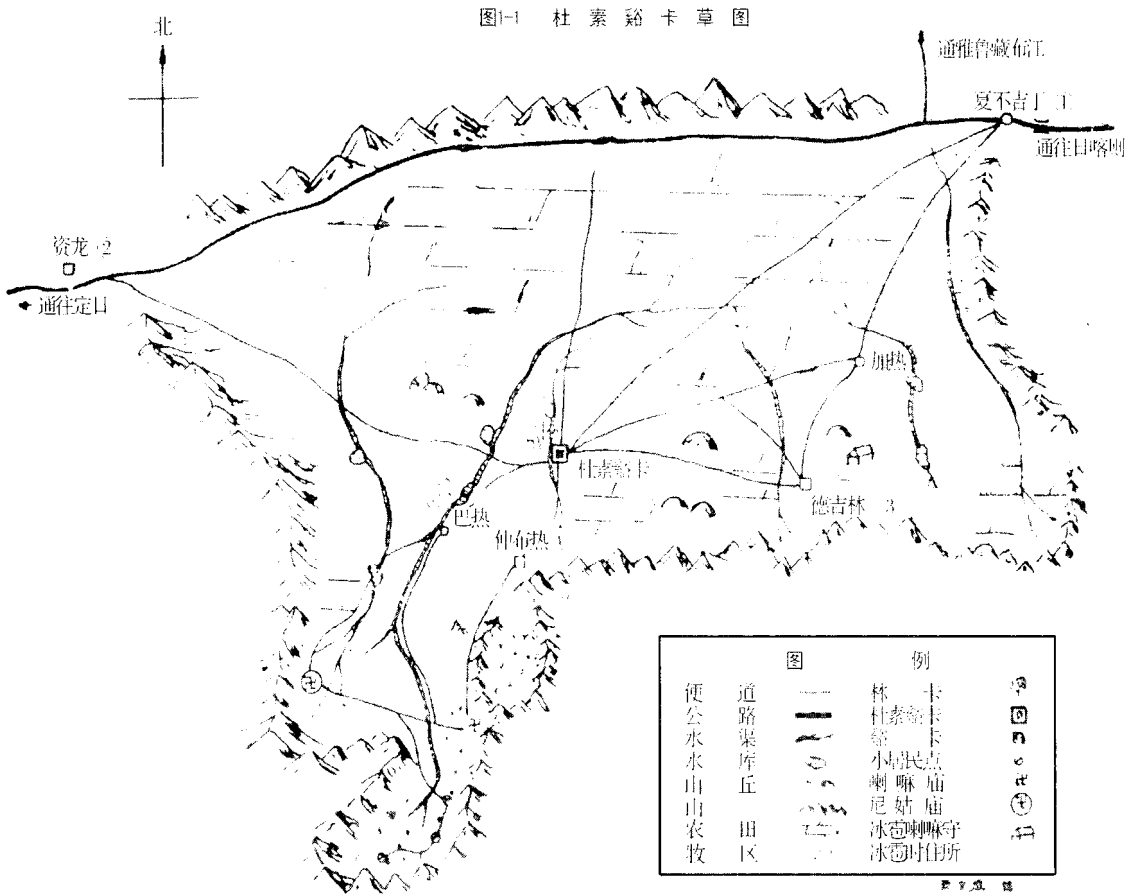 图1-1 杜素谿卡草图
北
通雅鲁藏布江
夏不吉丁
通往日喀则
资龙 2
通往定日
加热
杜素谿卡
德吉林 3
巴热
仲布热
图例
便道 林卡
公路 杜素谿卡
水渠 谿卡
水库 小居民点
山丘 喇嘛庙
山 尼姑庙
农田 冰雹喇嘛守
牧区 冰雹时住所